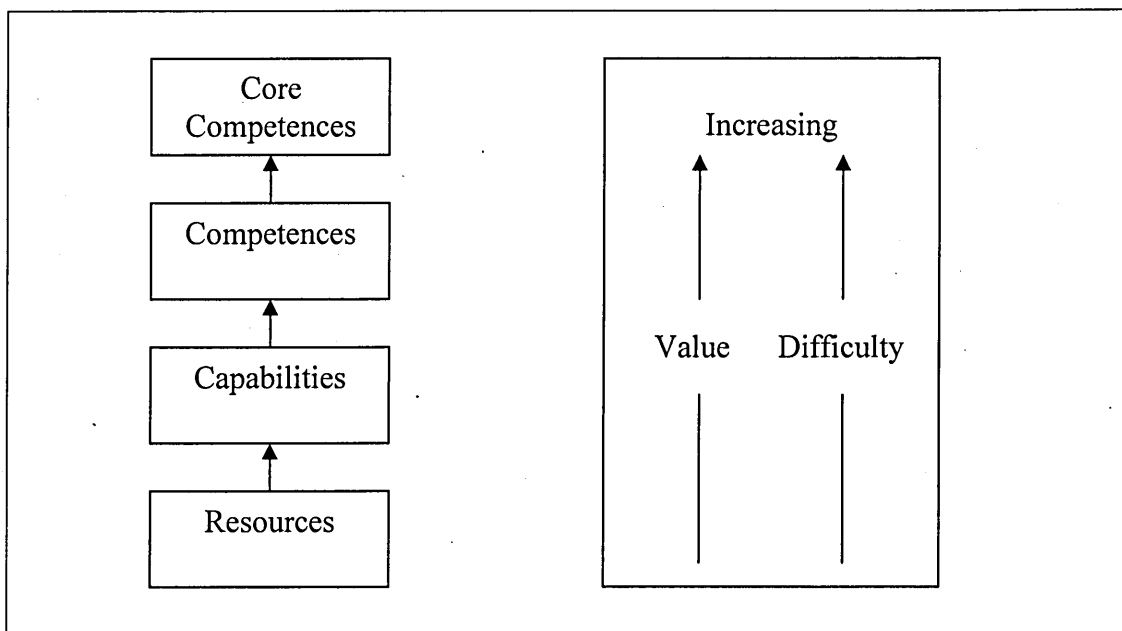 Core
Competences
Competences
Capabilities
Resources
Increasing
Value Difficulty